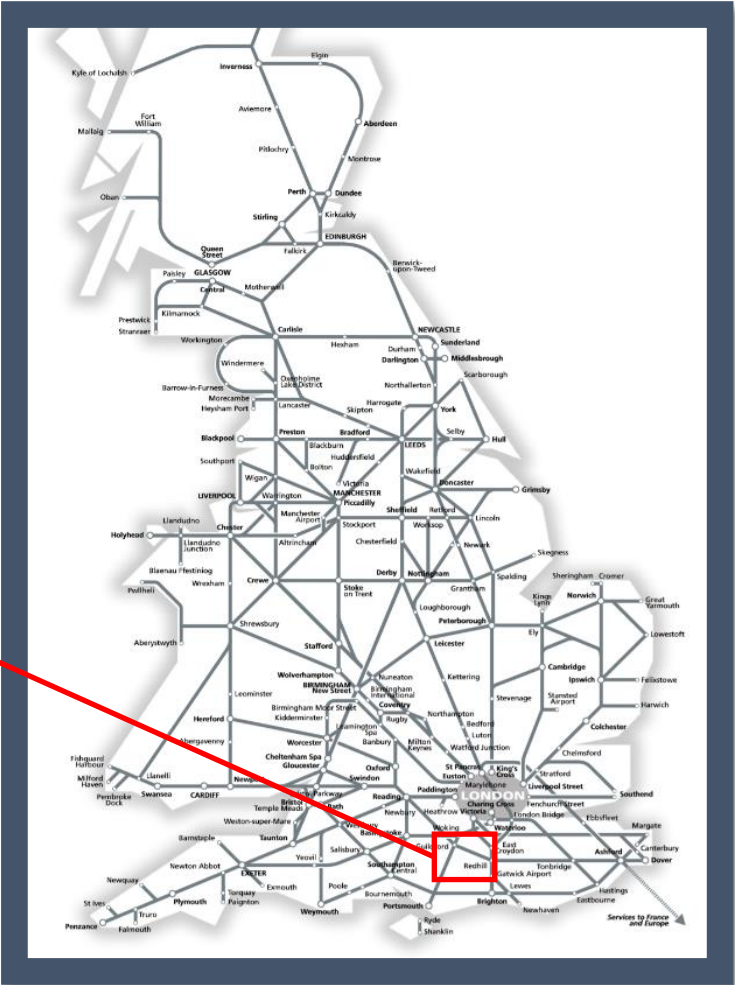 Elgin
Inverness
Kyle of Lochalsh
Aviemore
Fort
William
Aberdeen
Mallaig
Pitlochry
Montrose
Perth
Dundee
Oban
Stirling
Kirkcaldy
EDINBURGH
Queen
Street
Falkirk
Berwick-
upon-Tweed
Paisley
GLASGOW
Central
Motherwell
Kilmarnock
Prestwick
Stranraer
Carlisle
NEWCASTLE
Workington
Hexham
Sunderland
Durham
Darlington
Middlesbrough
Windermere
Scarborough
Oxenholme
Lake District
Barrow-in-Furness
Northallerton
Morecambe
Heysham Port
Lancaster
Harrogate
York
Skipton
Blackpool
Preston
Bradford
Selby
Hull
Blackburn
LEEDS
Southport
Bolton
Huddersfield
Wakefield
Wigan
Victoria
MANCHESTER
Piccadilly
Doncaster
Grimsby
LIVERPOOL
Warrington
Manchester
Airport
Sheffield
Retford
Lincoln
Llandudno
Chester
Stockport
Worksop
Holyhead
Llandudno
Junction
Altrincham
Chesterfield
Newark
Skegness
Blaenau Ffestiniog
Wrexham
Crewe
Derby
Nottingham
Spalding
Sheringham
Cromer
Pwllheli
Stoke
on Trent
Grantham
Kings
Lynn
Norwich
Great
Yarmouth
Loughborough
Shrewsbury
Peterborough
Ely
Lowestoft
Aberystwyth
Stafford
Leicester
Wolverhampton
Nuneaton
Kettering
Cambridge
BIRMINGHAM
New Street
Birmingham
International
Ipswich
Felixstowe
Leominster
Stevenage
Stansted
Airport
Birmingham Moor Street
Coventry
Kidderminster
Rugby
Northampton
Harwich
Hereford
Leamington
Spa
Bedford
Colchester
Abergavenny
Worcester
Banbury
Milton
Keynes
Luton
Cheltenham Spa
Watford Junction
Chelmsford
Gloucester
Oxford
St Pancras
King's
Cross
Fishguard
Harbour
Euston
Stratford
Milford
Haven
Llanelli
Newport
Swindon
Marylebone
Liverpool Street
Pembroke
Dock
Swansea
CARDIFF
Parkway
Paddington
LONDON
Southend
Bristol
Temple Meads
Bath
Reading
Charing Cross
Fenchurch Street
Newbury
Heathrow
Victoria
London Bridge
Ebbsfleet
Weston-super-Mare
Basingstoke
Woking
Waterloo
Margate
Barnstaple
Taunton
Salisbury
Guildford
East
Croydon
Canterbury
Newton Abbot
Yeovil
Southampton
Central
Redhill
Tonbridge
Ashford
Dover
EXETER
Gatwick Airport
Newquay
Exmouth
Poole
Bournemouth
Lewes
Hastings
Torquay
Paignton
Plymouth
Portsmouth
Brighton
Newhaven
Eastbourne
St Ives
Truro
Weymouth
Penzance
Falmouth
Ryde
Shanklin
Services to France
and Europe